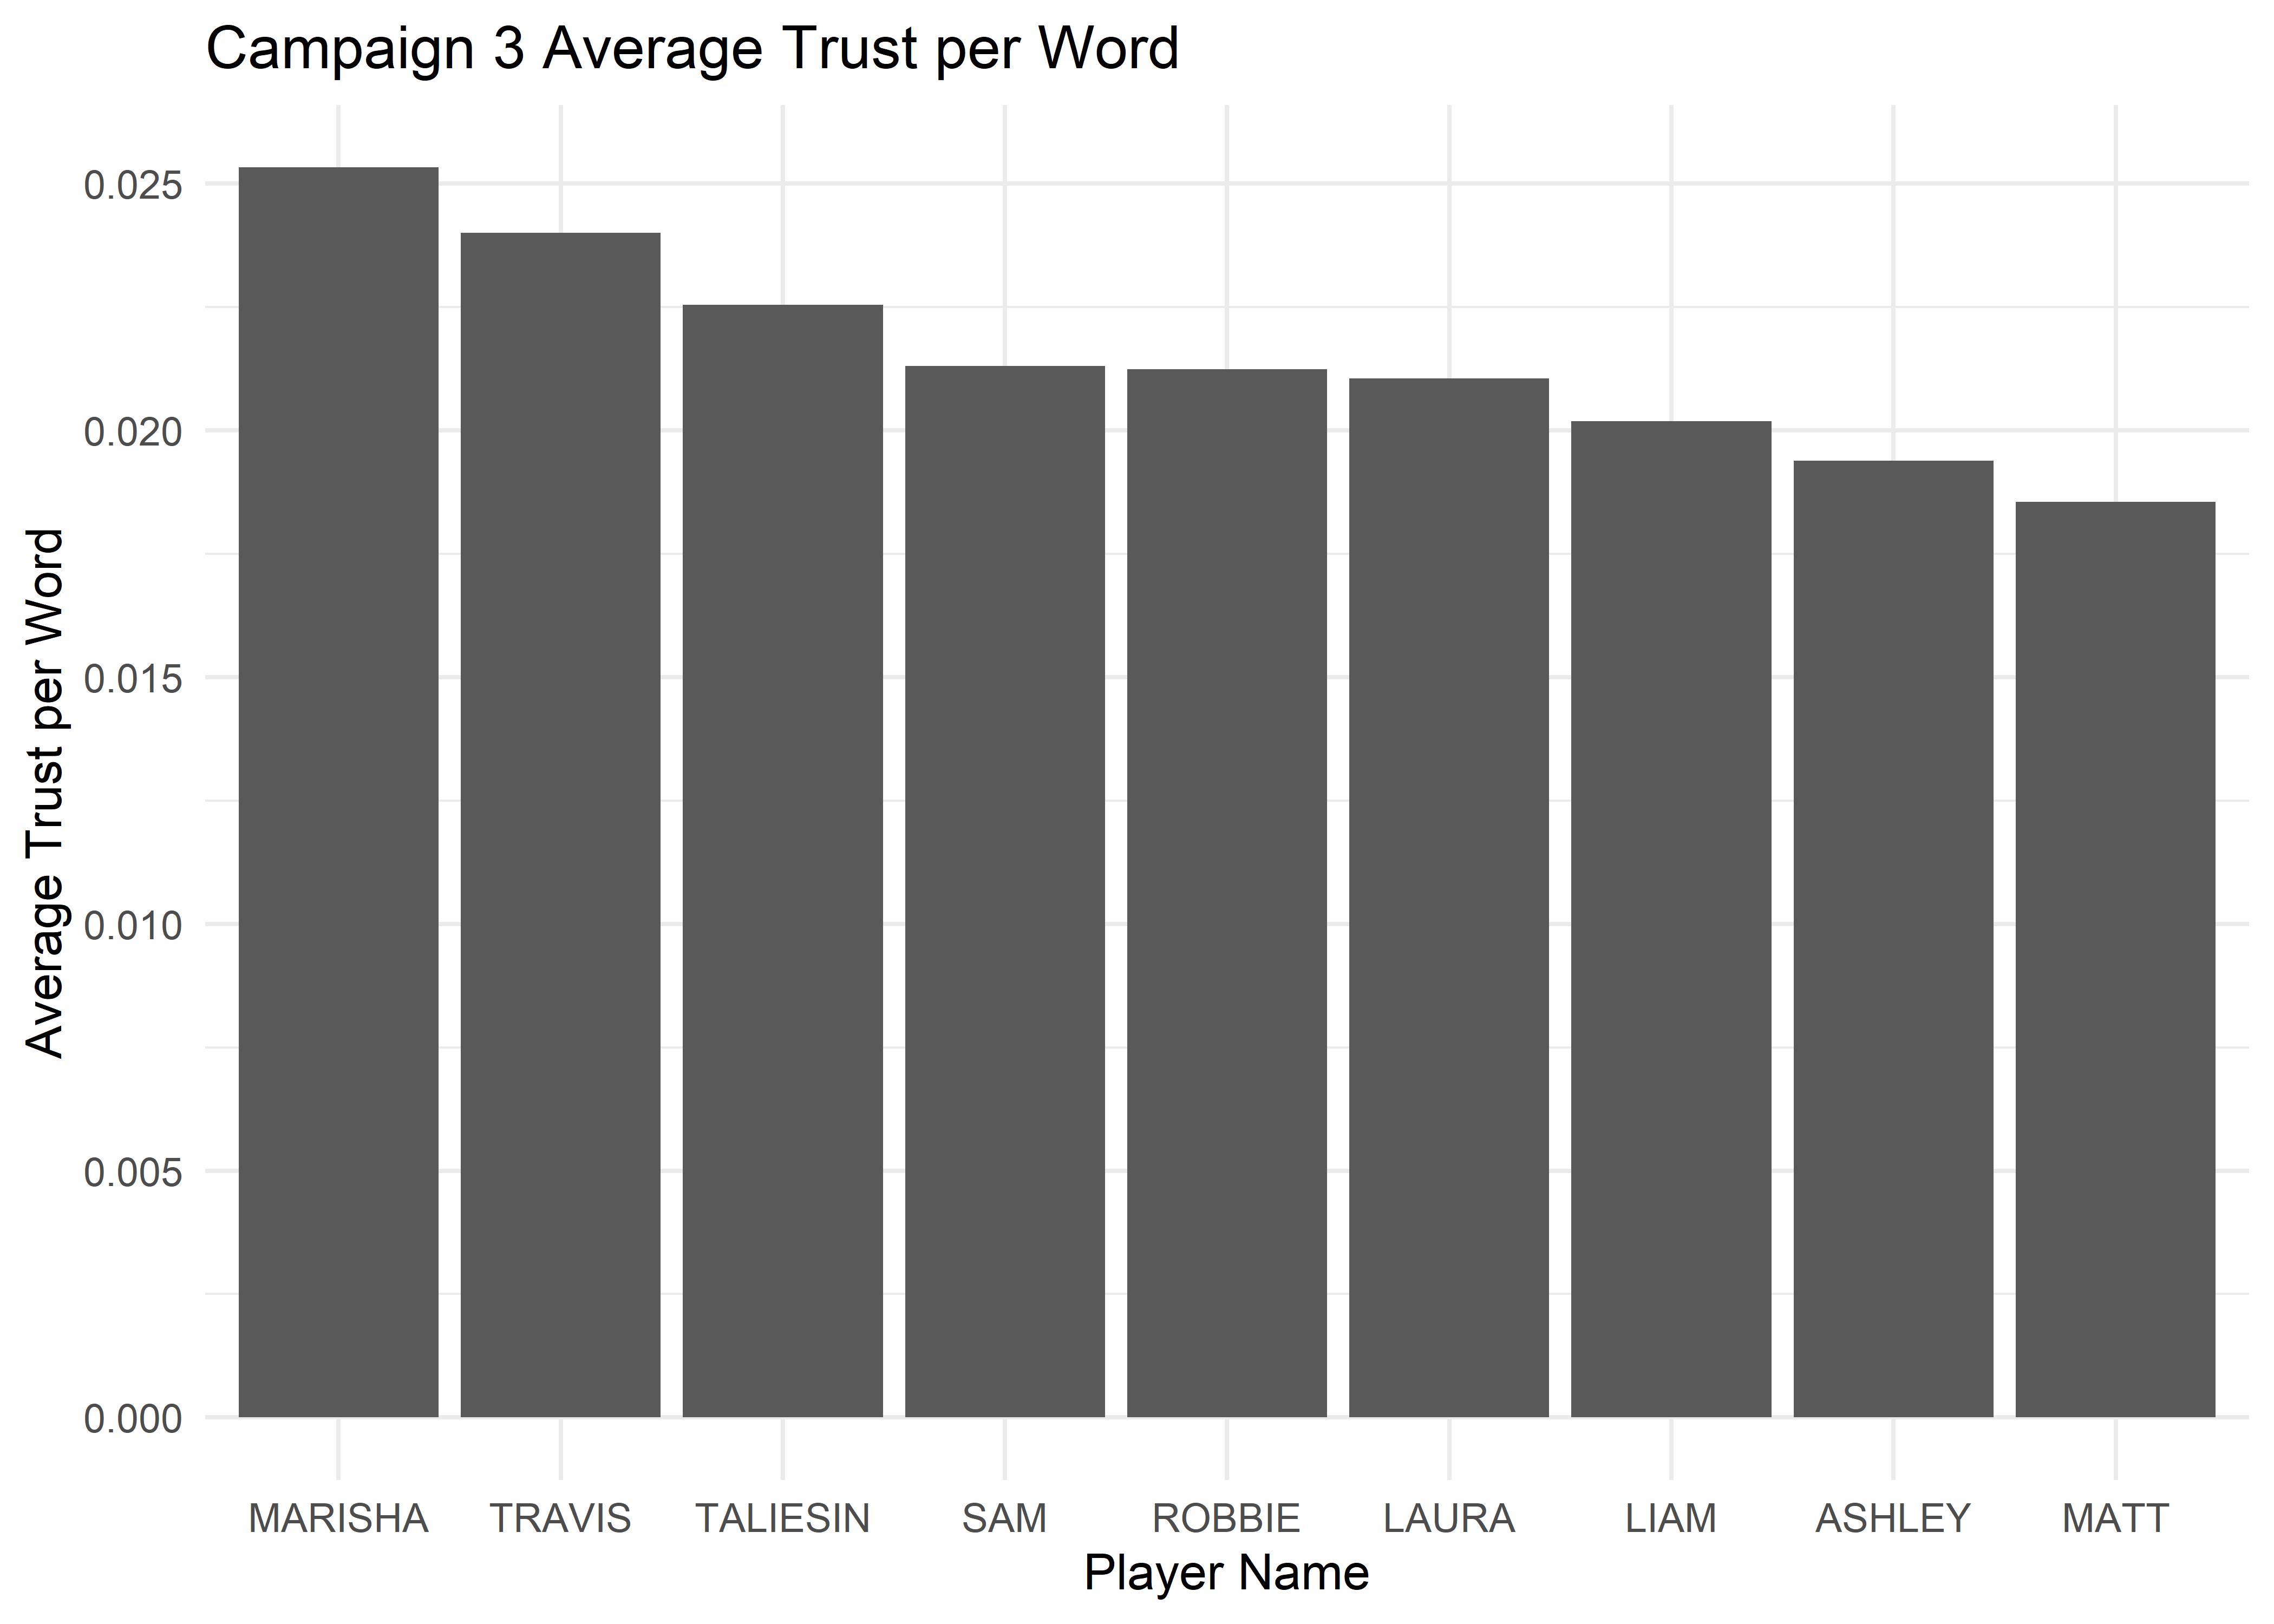 Campaign 3 Average Trust per Word
Average Trust per Word
0.025
0.020
0.015
0.010
0.005
0.000
MARISHA TRAVIS TALIESIN SAM ROBBIE LAURA LIAM ASHLEY MATT
Player Name